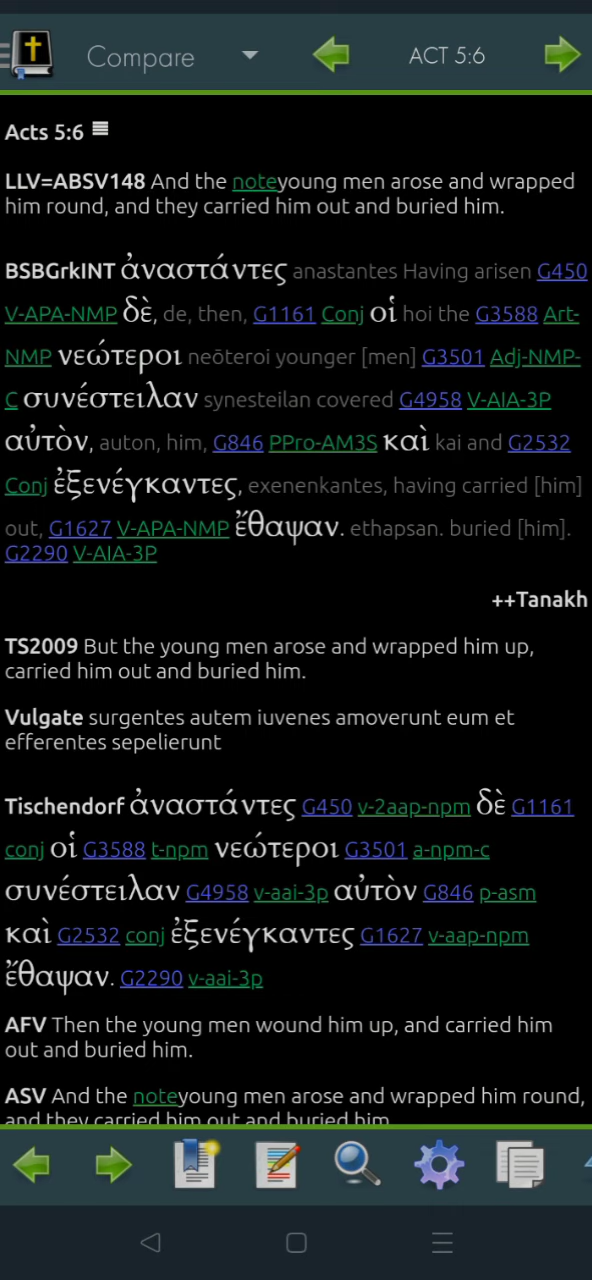 Compare ACT 5:6
Acts 5:6
LLV=ABSV148 And the noteyoung men arose and wrapped
him round, and they carried him out and buried him.
BSBGrkINT ἀναστάντες anastantes Having arisen G450
V-APA-NMP δὲ, de, then, G1161 Conj οἱ hoi the G3588 Art-
NMP νεώτεροι neōteroi younger [men] G3501 Adj-NMP-
C συνέστειλαν synesteilan covered G4958 V-AIA-3P
αὐτὸν, auton, him, G846 PPro-AM3S καὶ kai and G2532
Conj ἐξενέγκαντες, exenenkantes, having carried [him]
out, G1627 V-APA-NMP ἔθαψαν. ethapsan. buried [him].
G2290 V-AIA-3P
++Tanakh
TS2009 But the young men arose and wrapped him up,
carried him out and buried him.
Vulgate surgentes autem iuvenes amoverunt eum et
efferentes sepelierunt
Tischendorf ἀναστάντες G450 v-2aap-npm δὲ G1161
conj οἱ G3588 t-npm νεώτεροι G3501 a-npm-c
συνέστειλαν G4958 v-aai-3p αὐτὸν G846 p-asm
καὶ G2532 conj ἐξενέγκαντες G1627 v-aap-npm
ἔθαψαν. G2290 v-aai-3p
AFV Then the young men wound him up, and carried him
out and buried him.
ASV And the noteyoung men arose and wrapped him round,
and they carried him out and buried him